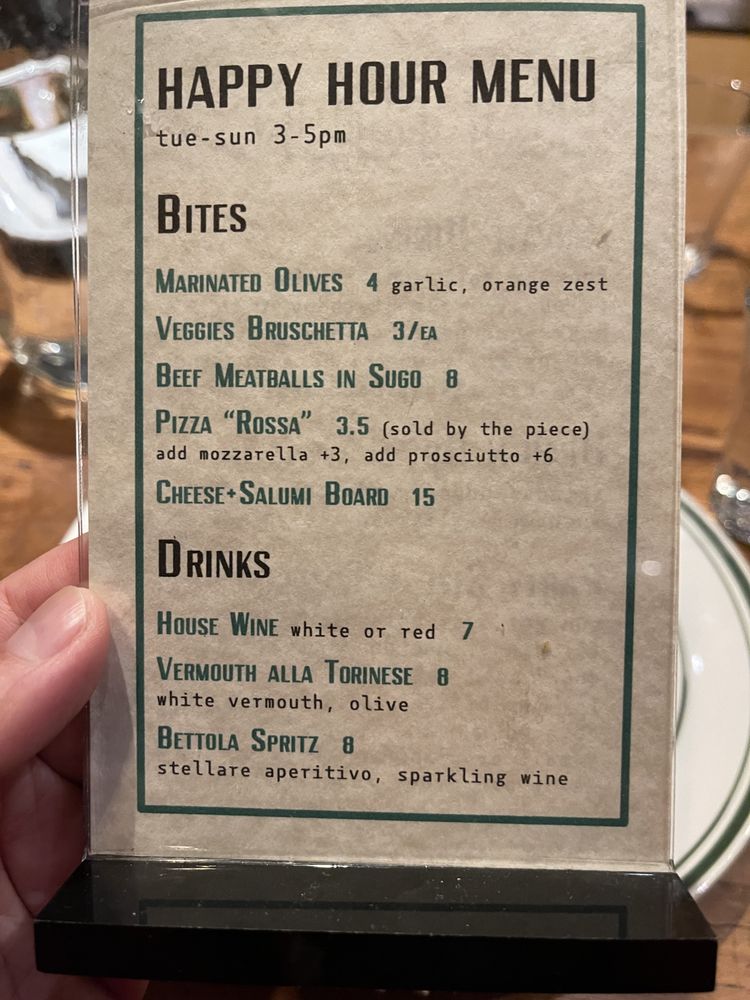 HAPPY HOUR MENU
tue-sun 3-5pm
BITES
MARINATED OLIVES 4 garlic, orange zest
VEGGIES BRUSCHETTA 3/EA
BEEF MEATBALLS IN SUGO 8
PIZZA “ROSSA” 3.5 (sold by the piece)
add mozzarella +3, add prosciutto +6
CHEESE+SALUMI BOARD 15
DRINKS
HOUSE WINE white or red 7
VERMOUTH ALLA TORINESE 8
white vermouth, olive
BETTOLA SPRITZ 8
stellare aperitivo, sparkling wine